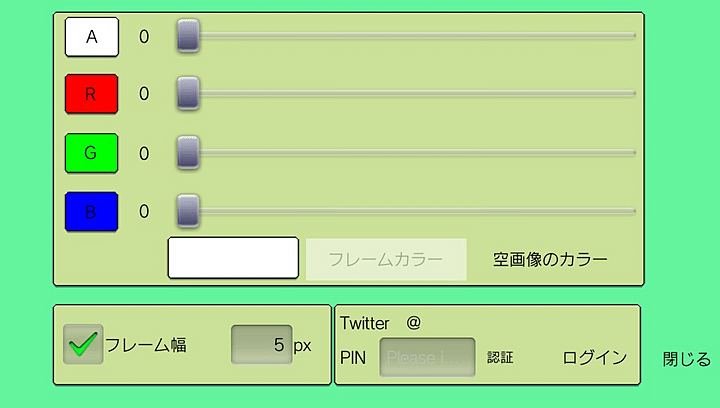 A 0
R 0
G 0
B 0
フレームカラー 空画像のカラー
フレーム幅 5 px
Twitter @
PIN Please i... 認証 ログイン
閉じる